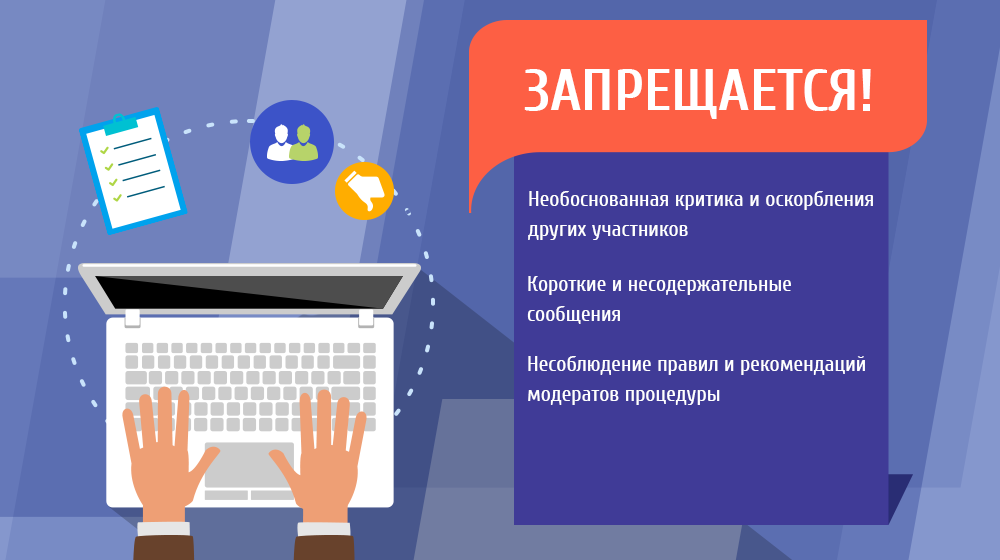 ЗАПРЕЩАЕТСЯ!
Необоснованная критика и оскорбления
других участников
Короткие и несодержательные
сообщения
Несоблюдение правил и рекомендаций
модератов процедуры